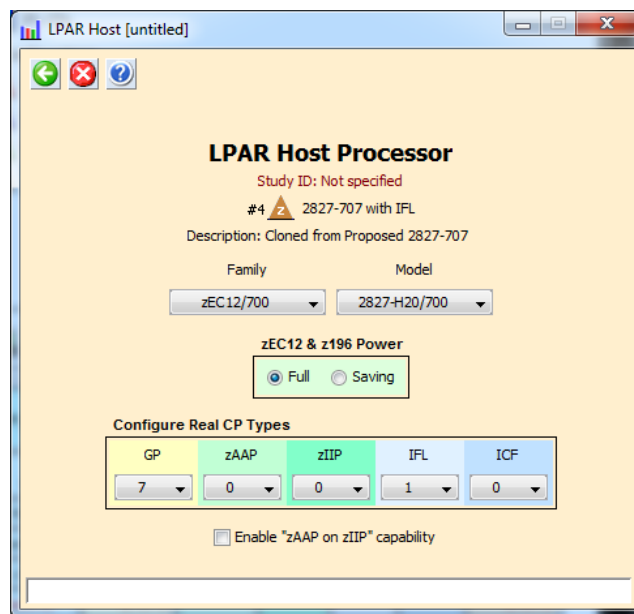 LPAR Host [untitled]
LPAR Host Processor
Study ID: Not specified
#4 z 2827-707 with IFL
Description: Cloned from Proposed 2827-707
Family Model
zEC12/700 2827-H20/700
zEC12 & z196 Power
Full Saving
Configure Real CP Types
GP zAAP zIIP IFL ICF
7 0 0 1 0
Enable "zAAP on zIIP" capability